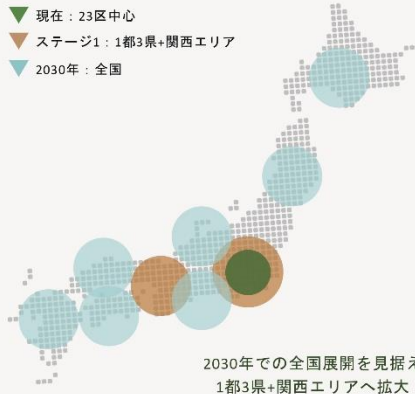 現在：23区中心
ステージ1：1都3県+関西エリア
2030年：全国
2030年での全国展開を見据え
1都3県+関西エリアへ拡大